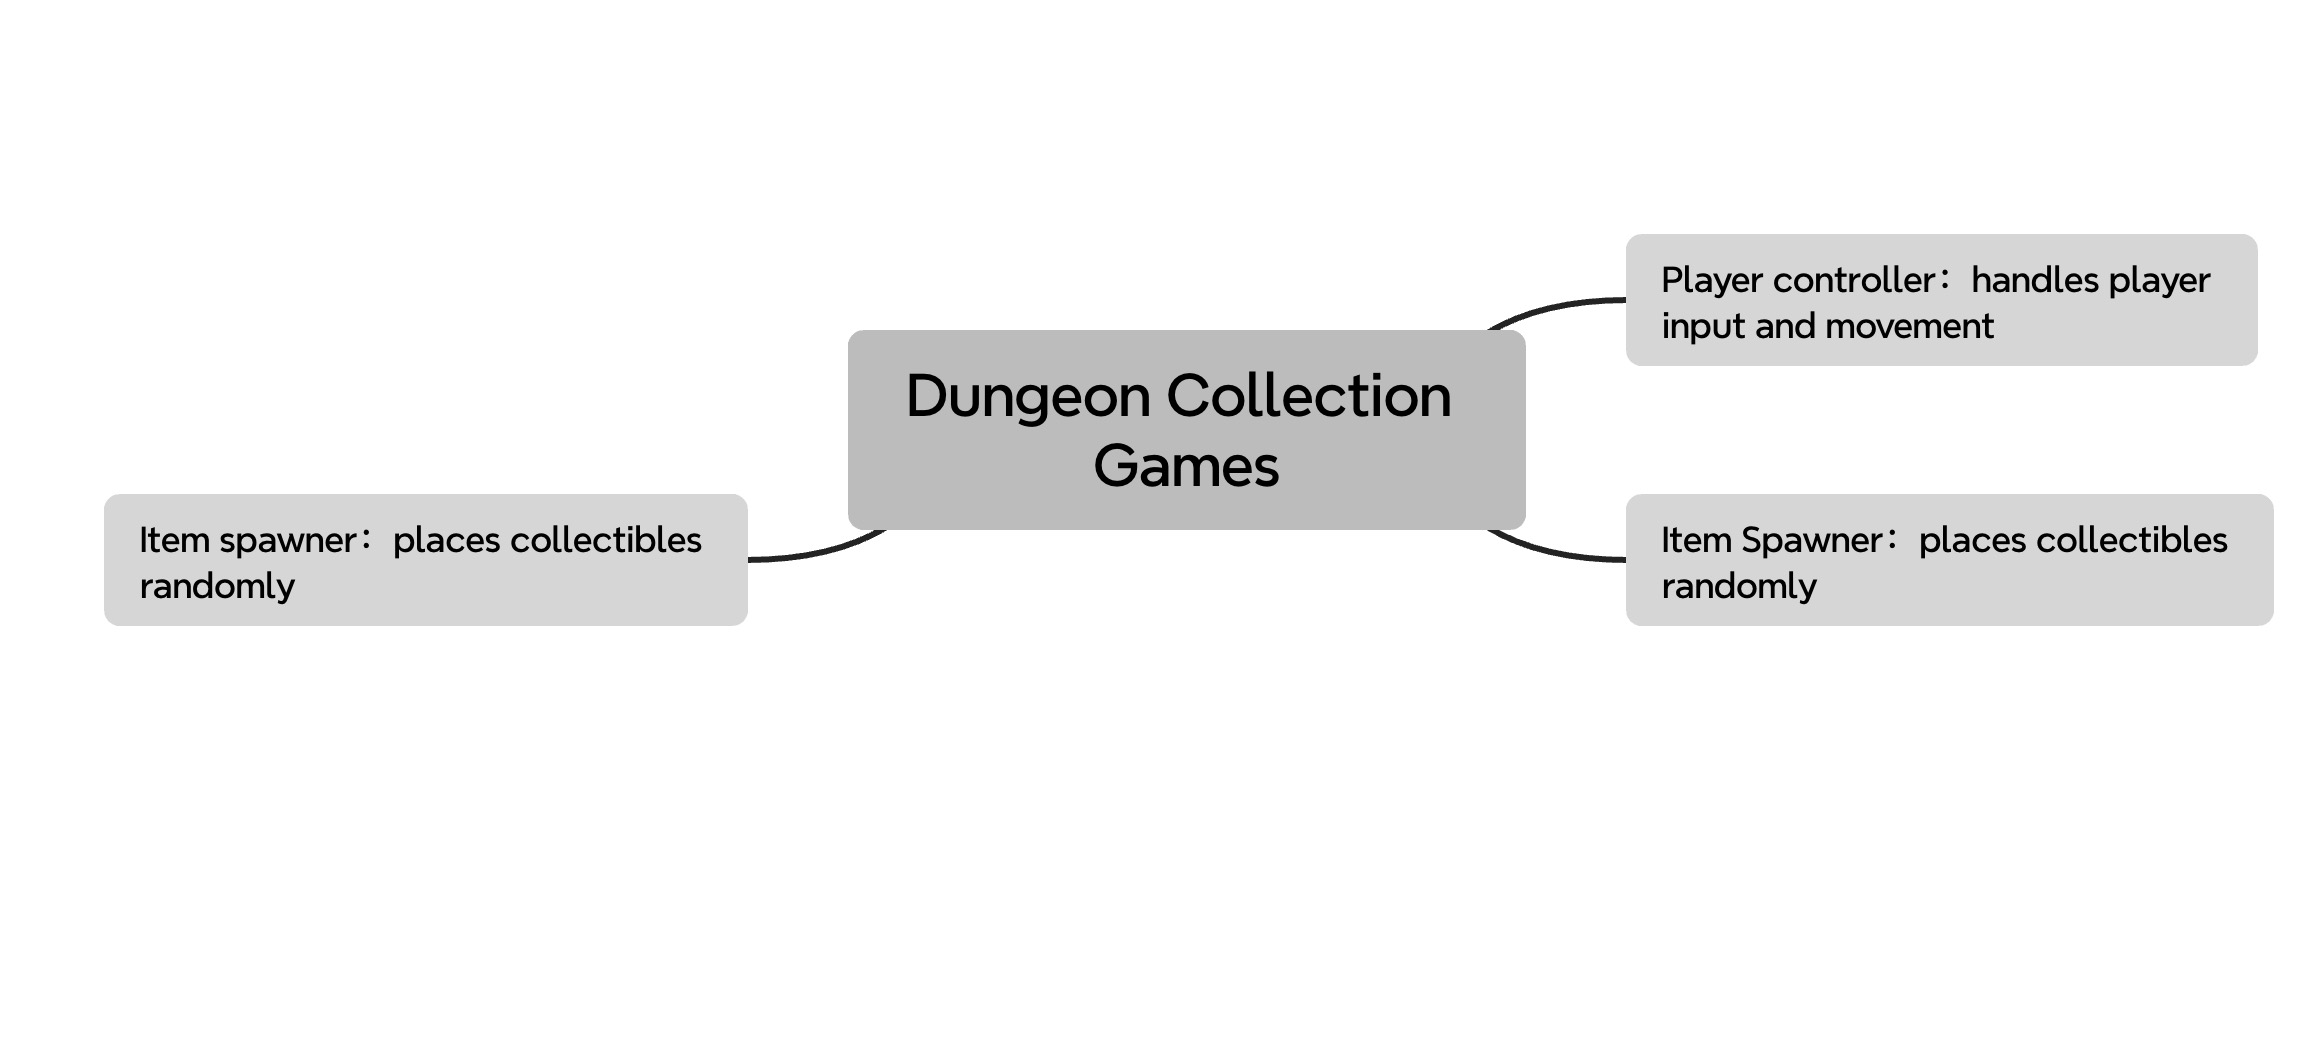 Player controller：handles player
input and movement
Dungeon Collection
Games
Item spawner：places collectibles
randomly
Item Spawner：places collectibles
randomly